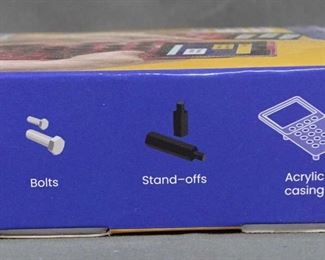 Bolts
Stand-offs
Acrylic
casing